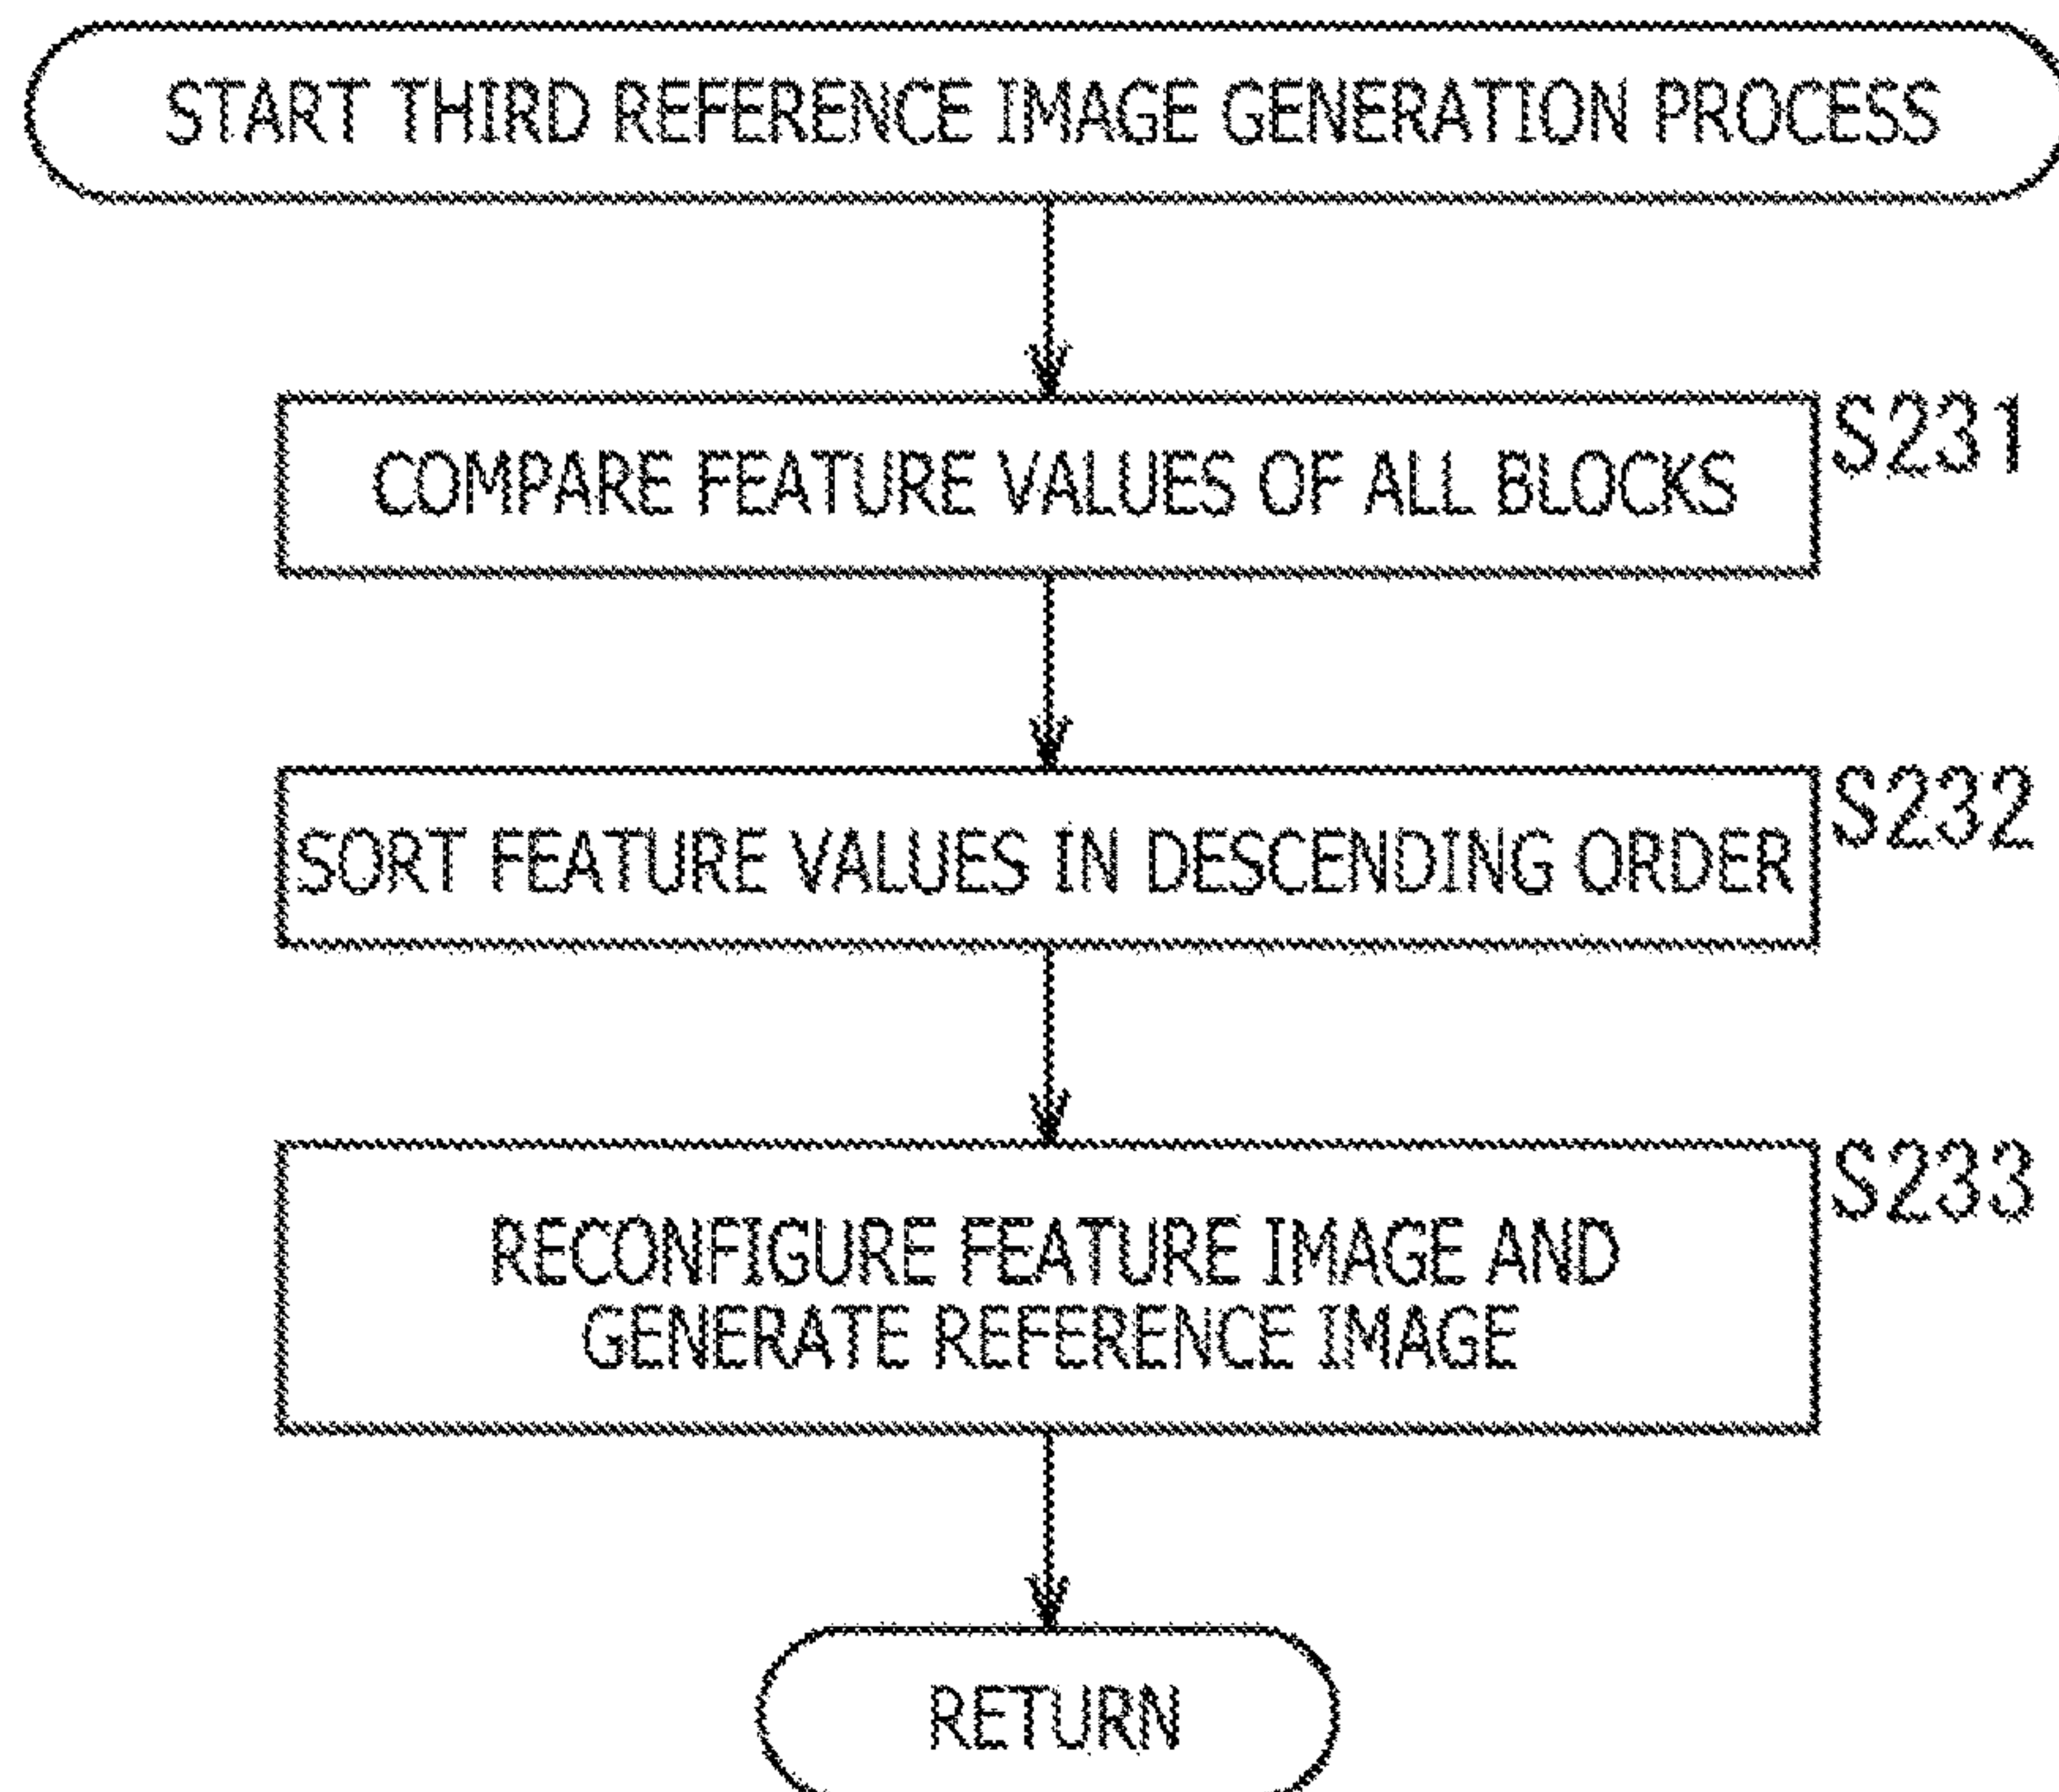 START THIRD REFERENCE IMAGE GENERATION PROCESS
COMPARE FEATURE VALUES OF ALL BLOCKS
S231
SORT FEATURE VALUES IN DESCENDING ORDER
S232
RECONFIGURE FEATURE IMAGE AND
GENERATE REFERENCE IMAGE
S233
RETURN